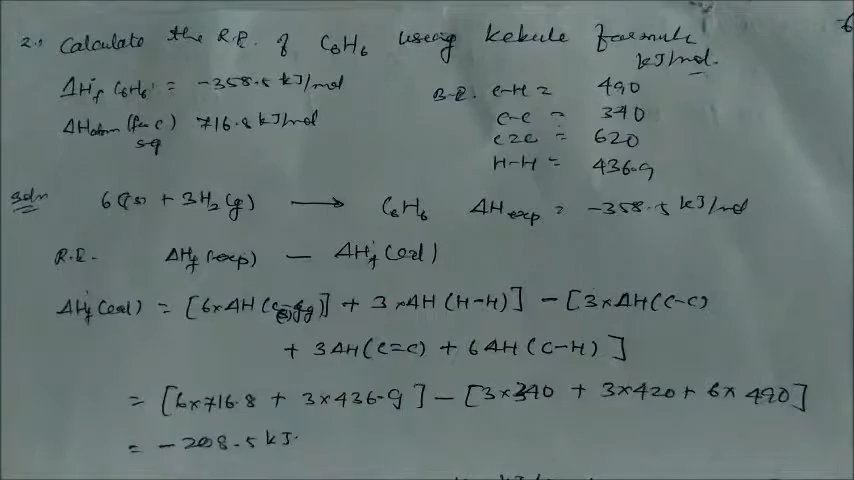 2., Calculate the R.E. of C6H6 using kekule formula
kJ/mol.
ΔH°f C6H6 = -358.5 kJ/mol
B.E. C-H = 490
ΔHatom (for C) 716.8 kJ/mol
C-C = 340
C=C = 620
H-H = 436.9
Soln 6C(s) + 3H2(g) ⟶ C6H6 ΔHexp = -358.5 kJ/mol
R.E. ΔHf(exp) - ΔH°f(cal)
ΔHf(cal) = [6×ΔH + 3×ΔH(H-H)] - [3×ΔH(C-C)
+ 3ΔH(C=C) + 6ΔH(C-H)]
= [6×716.8 + 3×436.9] - [3×340 + 3×420 + 6×490]
= -208.5 kJ.